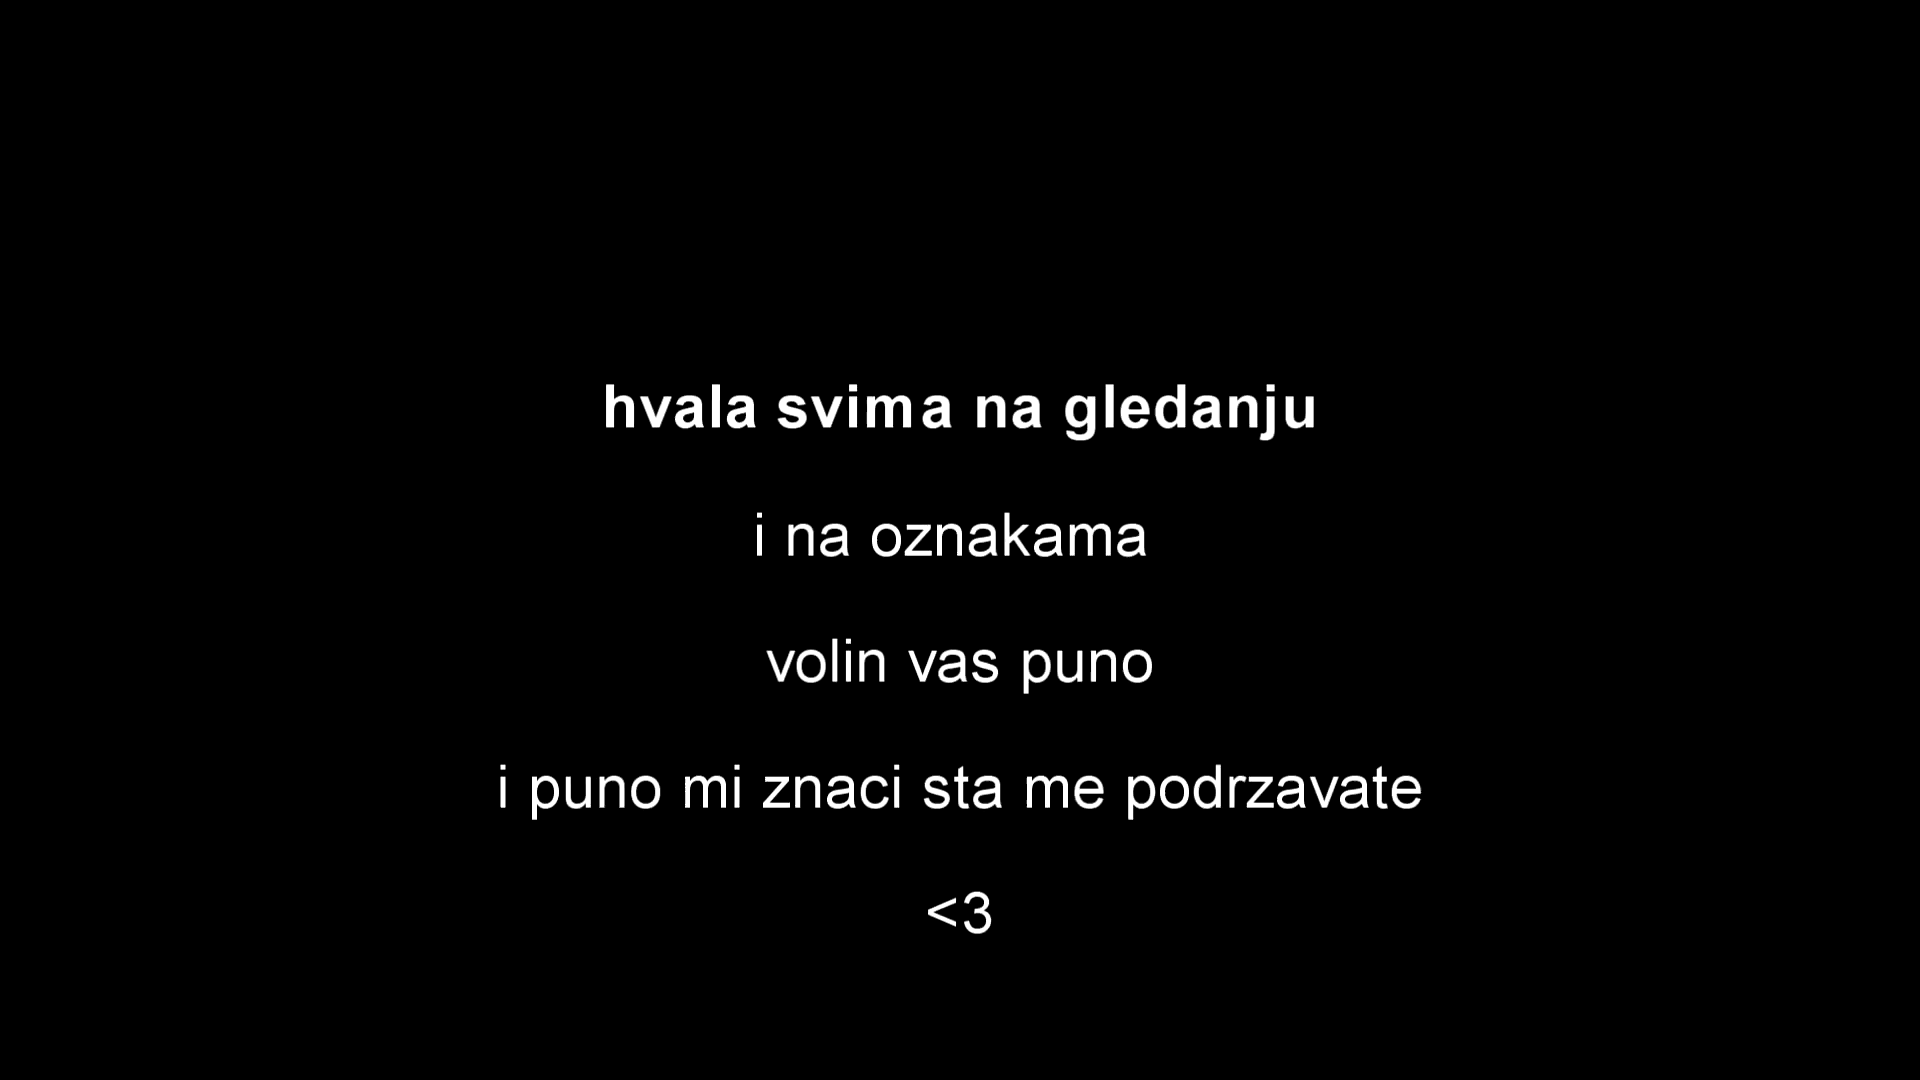 hvala svima na gledanju
i na oznakama
volin vas puno
i puno mi znaci sta me podrzavate
<3